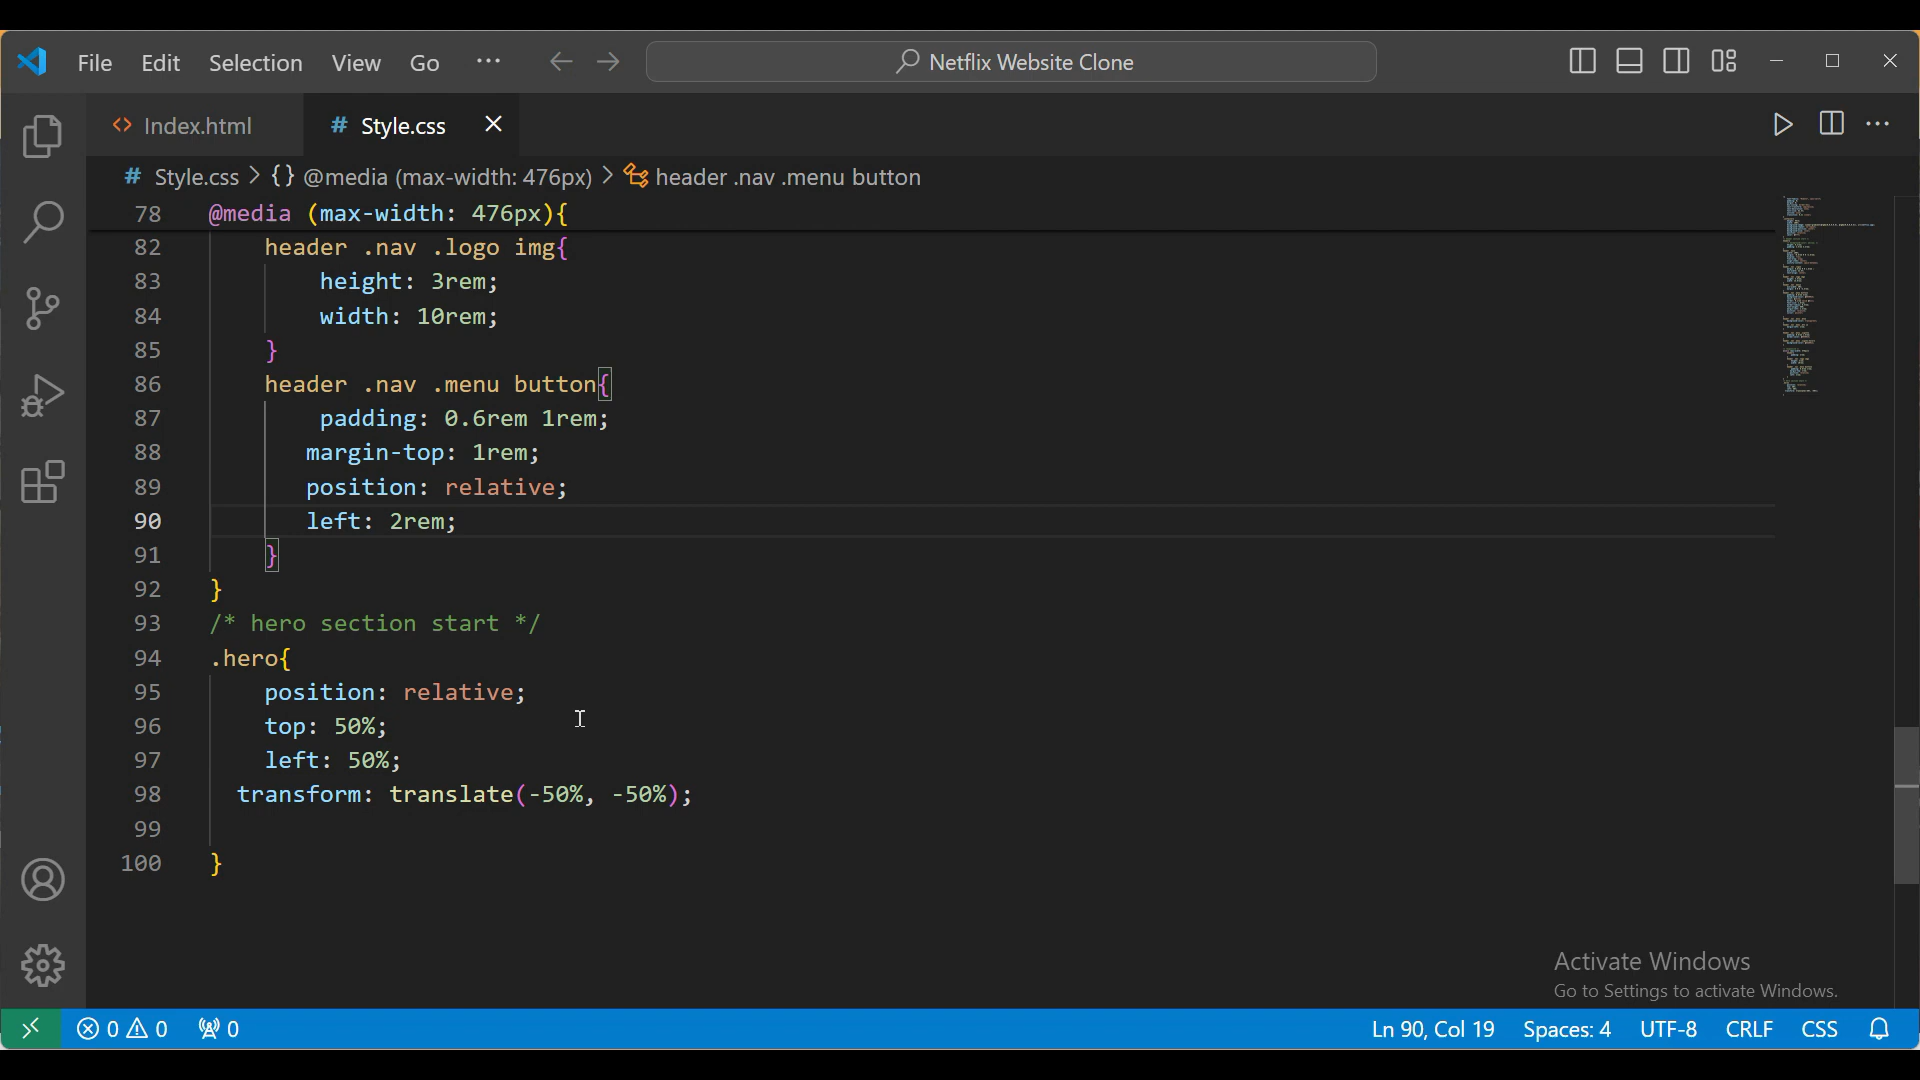 File Edit Selection View Go ··· Netflix Website Clone
<> Index.html # Style.css
# Style.css > {} @media (max-width: 476px) > header .nav .menu button
78 @media (max-width: 476px){
82 header .nav .logo img{
83 height: 3rem;
84 width: 10rem;
85 }
86 header .nav .menu button{
87 padding: 0.6rem 1rem;
88 margin-top: 1rem;
89 position: relative;
90 left: 2rem;
91 }
92 }
93 /* hero section start */
94 .hero{
95 position: relative;
96 top: 50%;
97 left: 50%;
98 transform: translate(-50%, -50%);
99
100 }
Activate Windows
Go to Settings to activate Windows.
0 0 0 Ln 90, Col 19 Spaces: 4 UTF-8 CRLF CSS